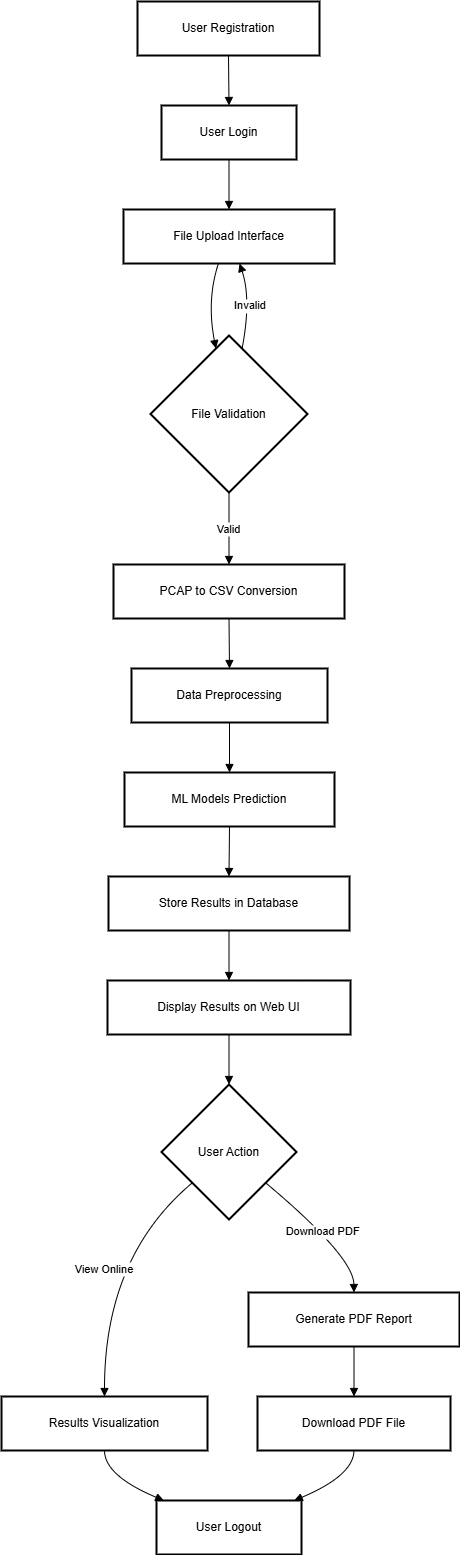 User Registration
User Login
File Upload Interface
Invalid
File Validation
Valid
PCAP to CSV Conversion
Data Preprocessing
ML Models Prediction
Store Results in Database
Display Results on Web UI
User Action
Download PDF
View Online
Generate PDF Report
Results Visualization
Download PDF File
User Logout